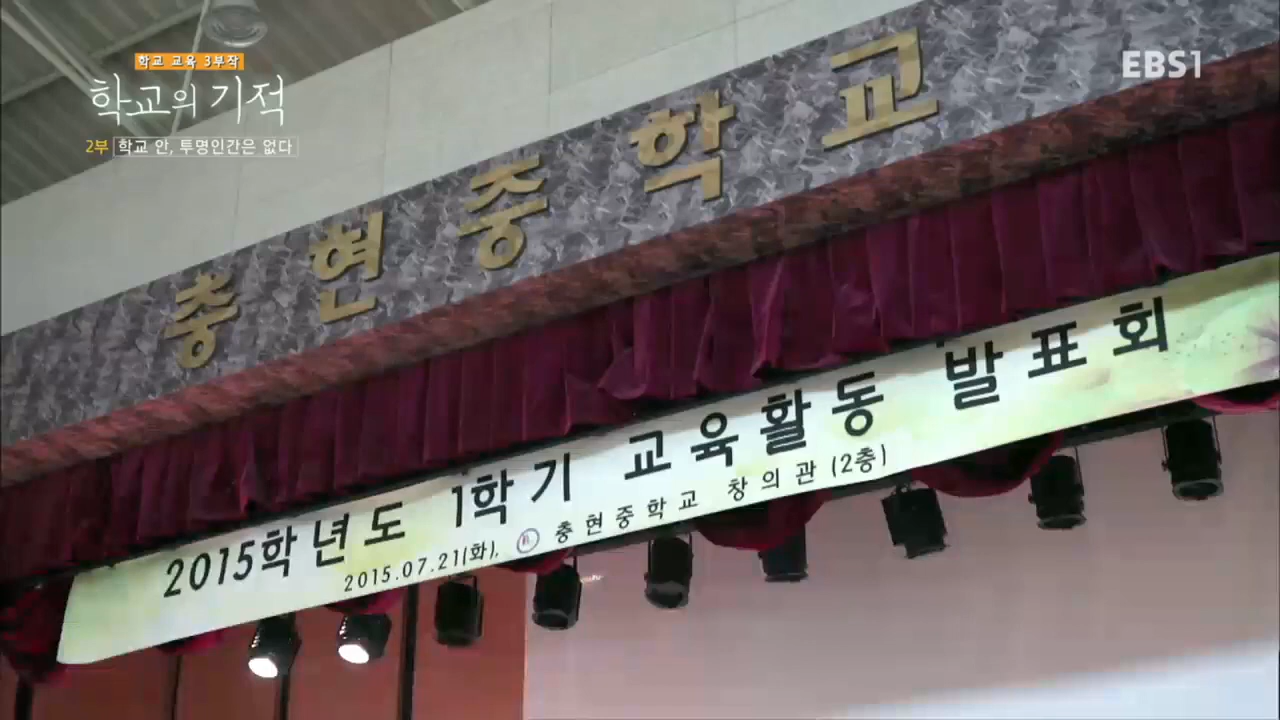 학교 교육 3부작
학교의 기적
2부 학교 안, 투명인간은 없다
EBS1
충현중학교
2015학년도 1학기 교육활동 발표회
2015.07.21(화), 충현중학교 창의관 (2층)